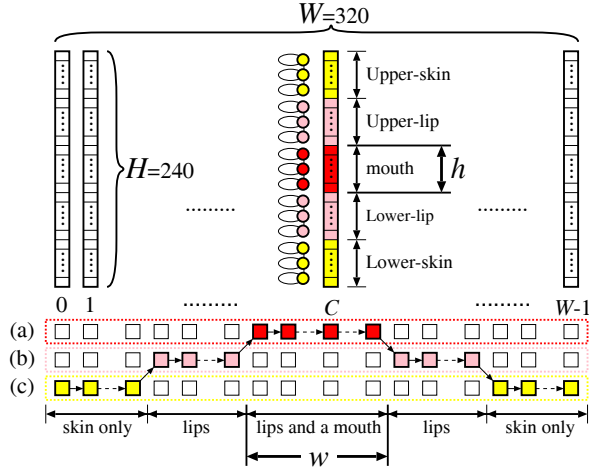 W=320
Upper-skin
Upper-lip
H=240
mouth
h
Lower-lip
Lower-skin
0 1 C W-1
(a)
(b)
(c)
skin only lips lips and a mouth lips skin only
w